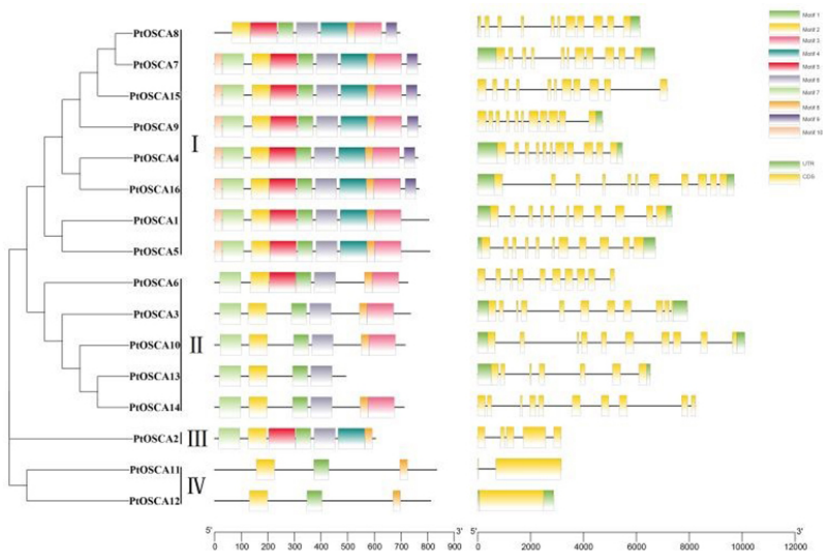 PtOSCA8
PtOSCA7
PtOSCA15
PtOSCA9
PtOSCA4
PtOSCA16
PtOSCA1
PtOSCA5
PtOSCA6
PtOSCA3
PtOSCA10
PtOSCA13
PtOSCA14
PtOSCA2
PtOSCA11
PtOSCA12
I
II
III
IV
Motif 1
Motif 2
Motif 3
Motif 4
Motif 5
Motif 6
Motif 7
Motif 8
Motif 9
Motif 10
UTR
CDS
5' 3'
0 100 200 300 400 500 600 700 800 900
5' 3'
0 2000 4000 6000 8000 10000 12000